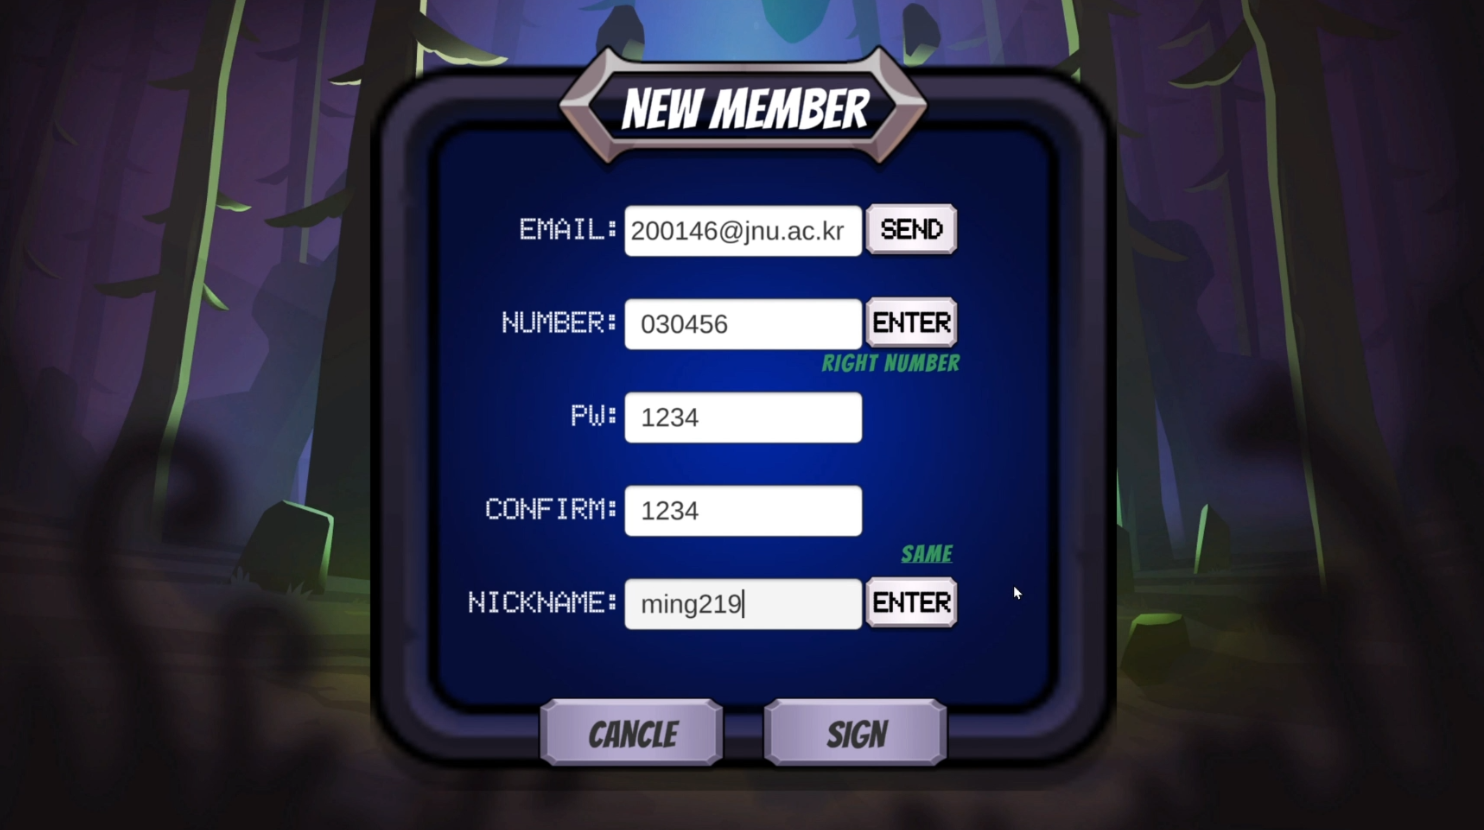 NEW MEMBER
EMAIL: 200146@jnu.ac.kr SEND
NUMBER: 030456 ENTER
RIGHT NUMBER
PW: 1234
CONFIRM: 1234
SAME
NICKNAME: ming219 ENTER
CANCLE SIGN